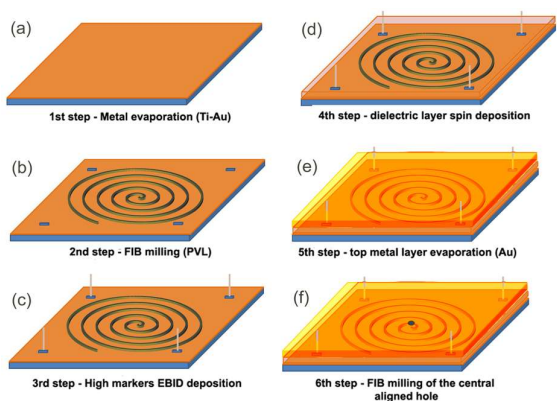 (a)
1st step - Metal evaporation (Ti-Au)
(b)
2nd step - FIB milling (PVL)
(c)
3rd step - High markers EBID deposition
(d)
4th step - dielectric layer spin deposition
(e)
5th step - top metal layer evaporation (Au)
(f)
6th step - FIB milling of the central
aligned hole